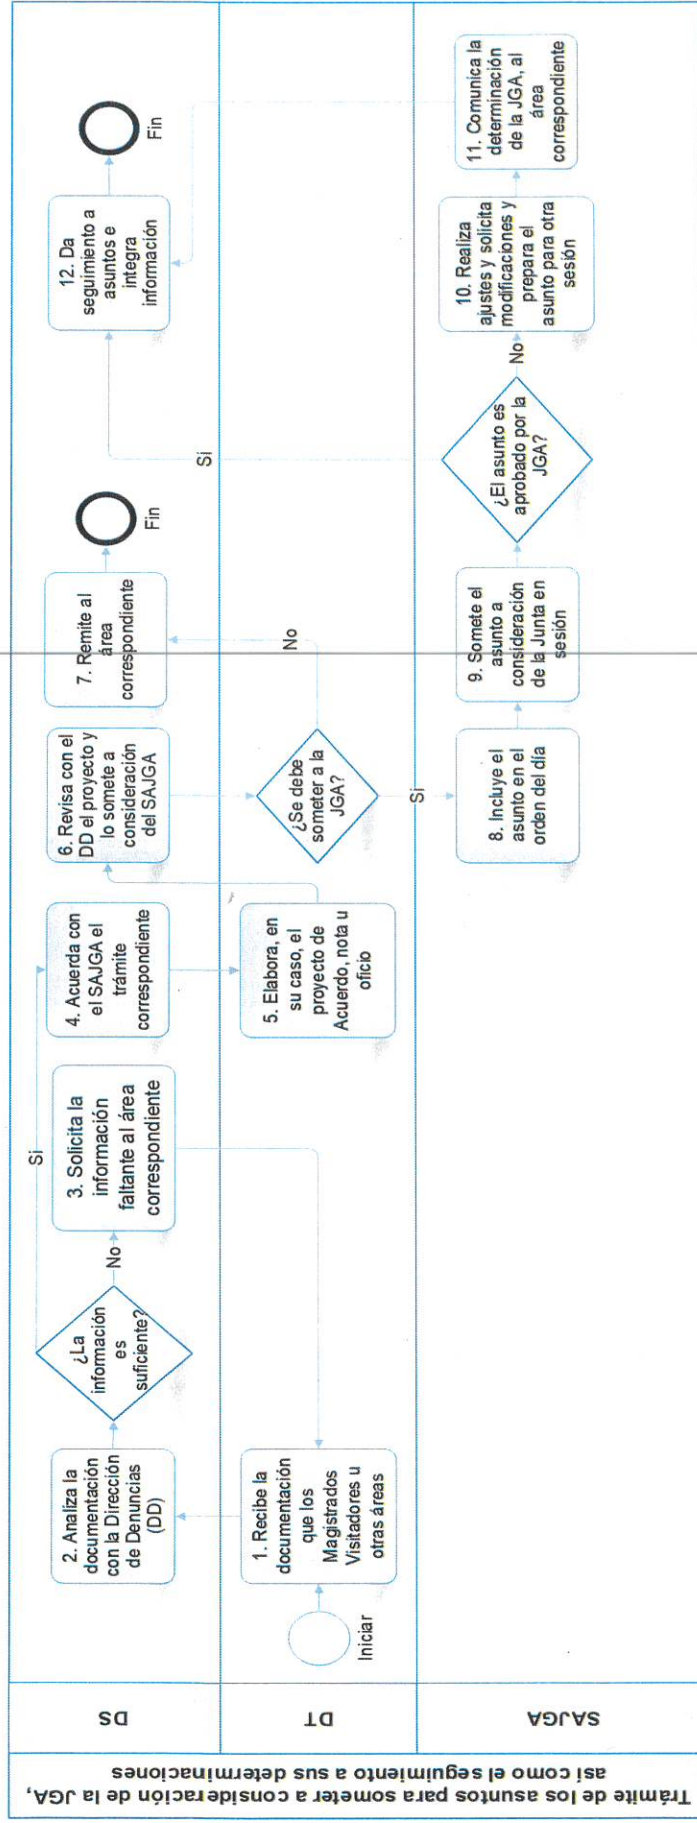 Trámite de los asuntos para someter a consideración de la JGA,
así como el seguimiento a sus determinaciones
DS
DT
SAJGA
Iniciar
1. Recibe la
documentación
que los
Magistrados
Visitadores u
otras áreas
2. Analiza la
documentación
con la Dirección
de Denuncias
(DD)
¿La
información
es
suficiente?
Si
No
3. Solicita la
información
faltante al área
correspondiente
4. Acuerda con
el SAJGA el
trámite
correspondiente
5. Elabora, en
su caso, el
proyecto de
Acuerdo, nota u
oficio
6. Revisa con el
DD el proyecto y
lo somete a
consideración
del SAJGA
¿Se debe
someter a la
JGA?
No
Si
7. Remite al
área
correspondiente
Fin
8. Incluye el
asunto en el
orden del día
9. Somete el
asunto a
consideración
de la Junta en
sesión
¿El asunto es
aprobado por la
JGA?
Si
No
10. Realiza
ajustes y solicita
modificaciones y
prepara el
asunto para otra
sesión
11. Comunica la
determinación
de la JGA, al
área
correspondiente
12. Da
seguimiento a
asuntos e
integra
información
Fin